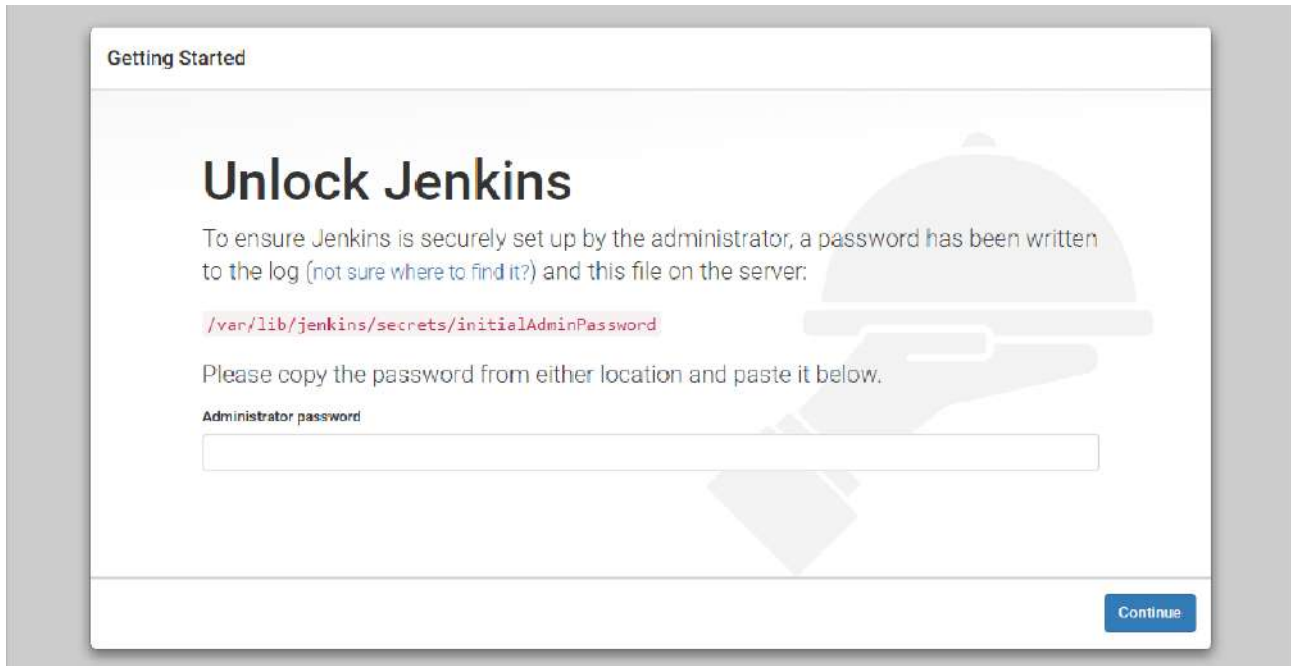 Getting Started
Unlock Jenkins
To ensure Jenkins is securely set up by the administrator, a password has been written
to the log (not sure where to find it?) and this file on the server:
/var/lib/jenkins/secrets/initialAdminPassword
Please copy the password from either location and paste it below.
Administrator password
Continue